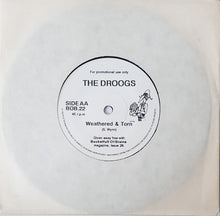 For promotional use only
THE DROOGS
SIDE AA
BOB.22
45 r.p.m.
Weathered & Torn
(S. Wynn)
Given away free with
Bucketfull Of Brains
magazine, Issue 26